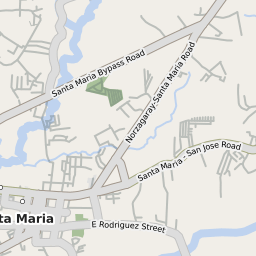 Santa Maria Bypass Road
Norzagaray-Santa Maria Road
Santa Maria - San Jose Road
ta Maria
E Rodriguez Street